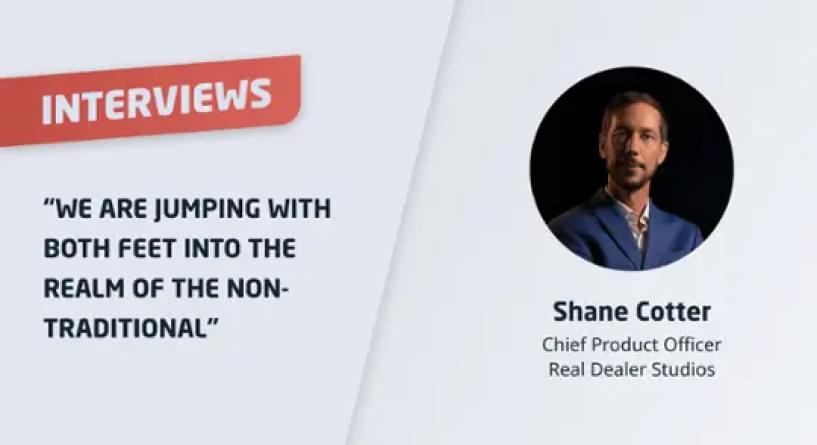 INTERVIEWS
“WE ARE JUMPING WITH
BOTH FEET INTO THE
REALM OF THE NON-
TRADITIONAL”
Shane Cotter
Chief Product Officer
Real Dealer Studios